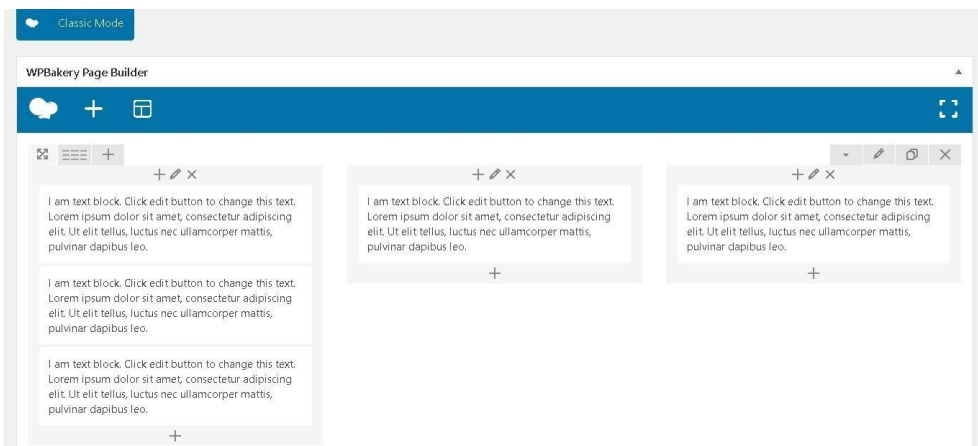 Classic Mode
WPBakery Page Builder
I am text block. Click edit button to change this text.
Lorem ipsum dolor sit amet, consectetur adipiscing
elit. Ut elit tellus, luctus nec ullamcorper mattis,
pulvinar dapibus leo.
I am text block. Click edit button to change this text.
Lorem ipsum dolor sit amet, consectetur adipiscing
elit. Ut elit tellus, luctus nec ullamcorper mattis,
pulvinar dapibus leo.
I am text block. Click edit button to change this text.
Lorem ipsum dolor sit amet, consectetur adipiscing
elit. Ut elit tellus, luctus nec ullamcorper mattis,
pulvinar dapibus leo.
I am text block. Click edit button to change this text.
Lorem ipsum dolor sit amet, consectetur adipiscing
elit. Ut elit tellus, luctus nec ullamcorper mattis,
pulvinar dapibus leo.
I am text block. Click edit button to change this text.
Lorem ipsum dolor sit amet, consectetur adipiscing
elit. Ut elit tellus, luctus nec ullamcorper mattis,
pulvinar dapibus leo.